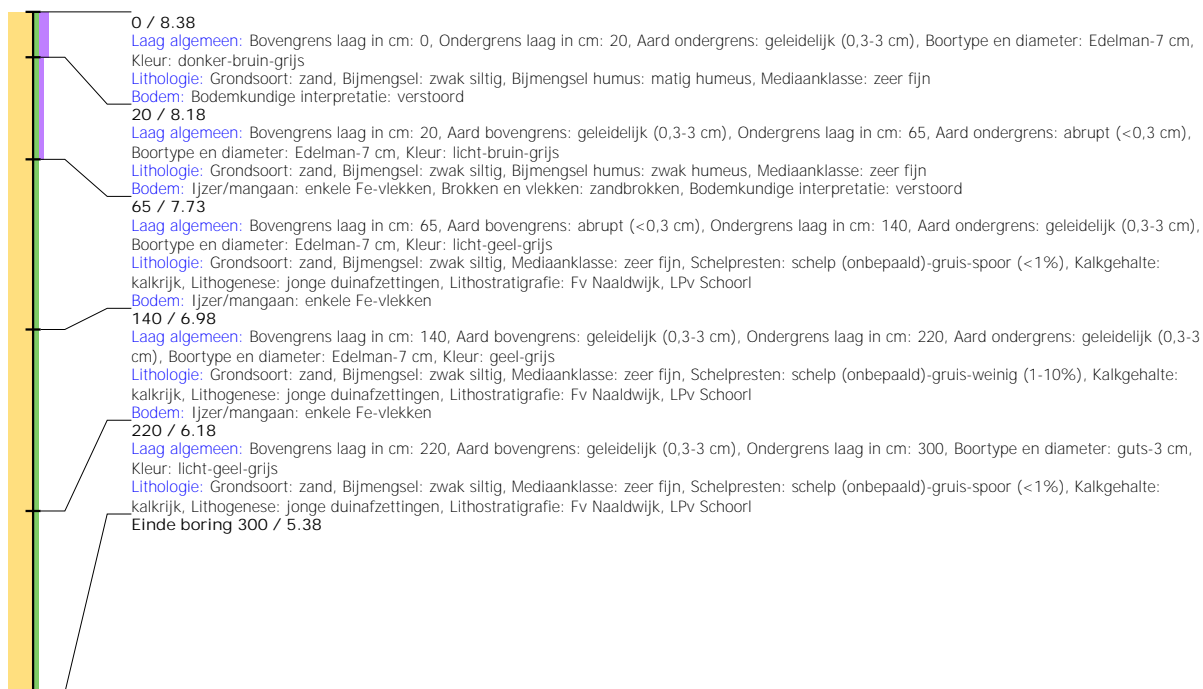 0 / 8.38
Laag algemeen: Bovengrens laag in cm: 0, Ondergrens laag in cm: 20, Aard ondergrens: geleidelijk (0,3-3 cm), Boortype en diameter: Edelman-7 cm,
Kleur: donker-bruin-grijs
Lithologie: Grondsoort: zand, Bijmengsel: zwak siltig, Bijmengsel humus: matig humeus, Mediaanklasse: zeer fijn
Bodem: Bodemkundige interpretatie: verstoord
20 / 8.18
Laag algemeen: Bovengrens laag in cm: 20, Aard bovengrens: geleidelijk (0,3-3 cm), Ondergrens laag in cm: 65, Aard ondergrens: abrupt (<0,3 cm),
Boortype en diameter: Edelman-7 cm, Kleur: licht-bruin-grijs
Lithologie: Grondsoort: zand, Bijmengsel: zwak siltig, Bijmengsel humus: zwak humeus, Mediaanklasse: zeer fijn
Bodem: Ijzer/mangaan: enkele Fe-vlekken, Brokken en vlekken: zandbrokken, Bodemkundige interpretatie: verstoord
65 / 7.73
Laag algemeen: Bovengrens laag in cm: 65, Aard bovengrens: abrupt (<0,3 cm), Ondergrens laag in cm: 140, Aard ondergrens: geleidelijk (0,3-3 cm),
Boortype en diameter: Edelman-7 cm, Kleur: licht-geel-grijs
Lithologie: Grondsoort: zand, Bijmengsel: zwak siltig, Mediaanklasse: zeer fijn, Schelpresten: schelp (onbepaald)-gruis-spoor (<1%), Kalkgehalte:
kalkrijk, Lithogenese: jonge duinafzettingen, Lithostratigrafie: Fv Naaldwijk, LPv Schoorl
Bodem: Ijzer/mangaan: enkele Fe-vlekken
140 / 6.98
Laag algemeen: Bovengrens laag in cm: 140, Aard bovengrens: geleidelijk (0,3-3 cm), Ondergrens laag in cm: 220, Aard ondergrens: geleidelijk (0,3-3
cm), Boortype en diameter: Edelman-7 cm, Kleur: geel-grijs
Lithologie: Grondsoort: zand, Bijmengsel: zwak siltig, Mediaanklasse: zeer fijn, Schelpresten: schelp (onbepaald)-gruis-weinig (1-10%), Kalkgehalte:
kalkrijk, Lithogenese: jonge duinafzettingen, Lithostratigrafie: Fv Naaldwijk, LPv Schoorl
Bodem: Ijzer/mangaan: enkele Fe-vlekken
220 / 6.18
Laag algemeen: Bovengrens laag in cm: 220, Aard bovengrens: geleidelijk (0,3-3 cm), Ondergrens laag in cm: 300, Boortype en diameter: guts-3 cm,
Kleur: licht-geel-grijs
Lithologie: Grondsoort: zand, Bijmengsel: zwak siltig, Mediaanklasse: zeer fijn, Schelpresten: schelp (onbepaald)-gruis-spoor (<1%), Kalkgehalte:
kalkrijk, Lithogenese: jonge duinafzettingen, Lithostratigrafie: Fv Naaldwijk, LPv Schoorl
Einde boring 300 / 5.38